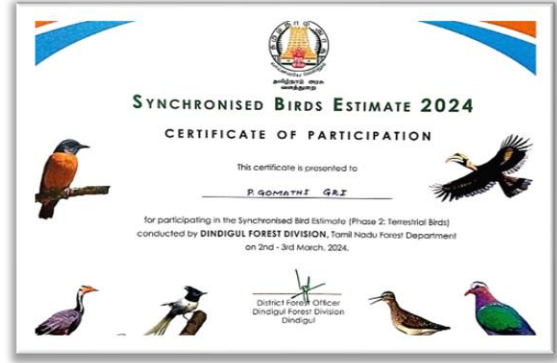 தமிழ்நாடு அரசு
வனத்துறை
SYNCHRONISED BIRDS ESTIMATE 2024
CERTIFICATE OF PARTICIPATION
This certificate is presented to
P. GOMATHI GRI
for participating in the Synchronised Bird Estimate (Phase 2: Terrestrial Birds)
conducted by DINDIGUL FOREST DIVISION, Tamil Nadu Forest Department
on 2nd - 3rd March, 2024.
District Forest Officer
Dindigul Forest Division
Dindigul